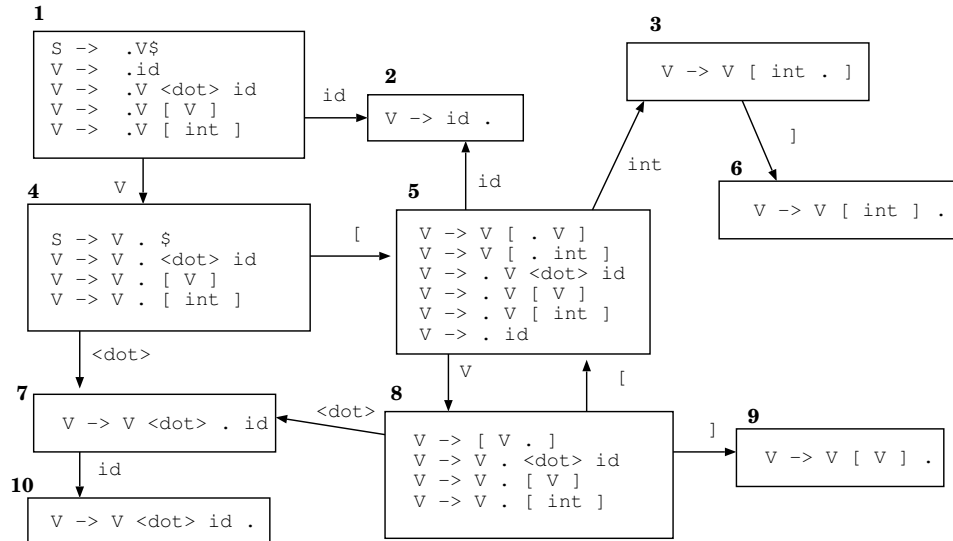 1
S -> .V$
V -> .id
V -> .V <dot> id
V -> .V [ V ]
V -> .V [ int ]
id
2
V -> id .
3
V -> V [ int . ]
int
]
6
V -> V [ int ] .
V
id
4
S -> V . $
V -> V . <dot> id
V -> V . [ V ]
V -> V . [ int ]
[
5
V -> V [ . V ]
V -> V [ . int ]
V -> . V <dot> id
V -> . V [ V ]
V -> . V [ int ]
V -> . id
<dot>
V
[
7
V -> V <dot> . id
<dot>
8
V -> [ V . ]
V -> V . <dot> id
V -> V . [ V ]
V -> V . [ int ]
]
9
V -> V [ V ] .
id
10
V -> V <dot> id .